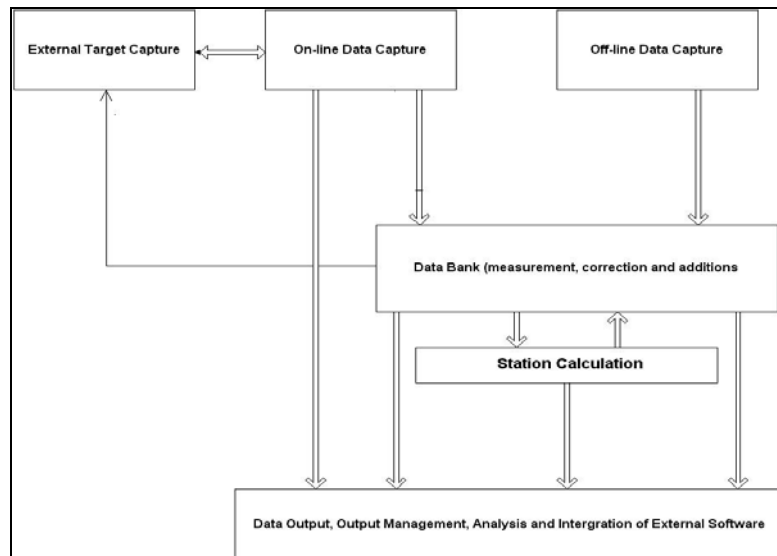 External Target Capture
On-line Data Capture
Off-line Data Capture
Data Bank (measurement, correction and additions
Station Calculation
Data Output, Output Management, Analysis and Intergration of External Software